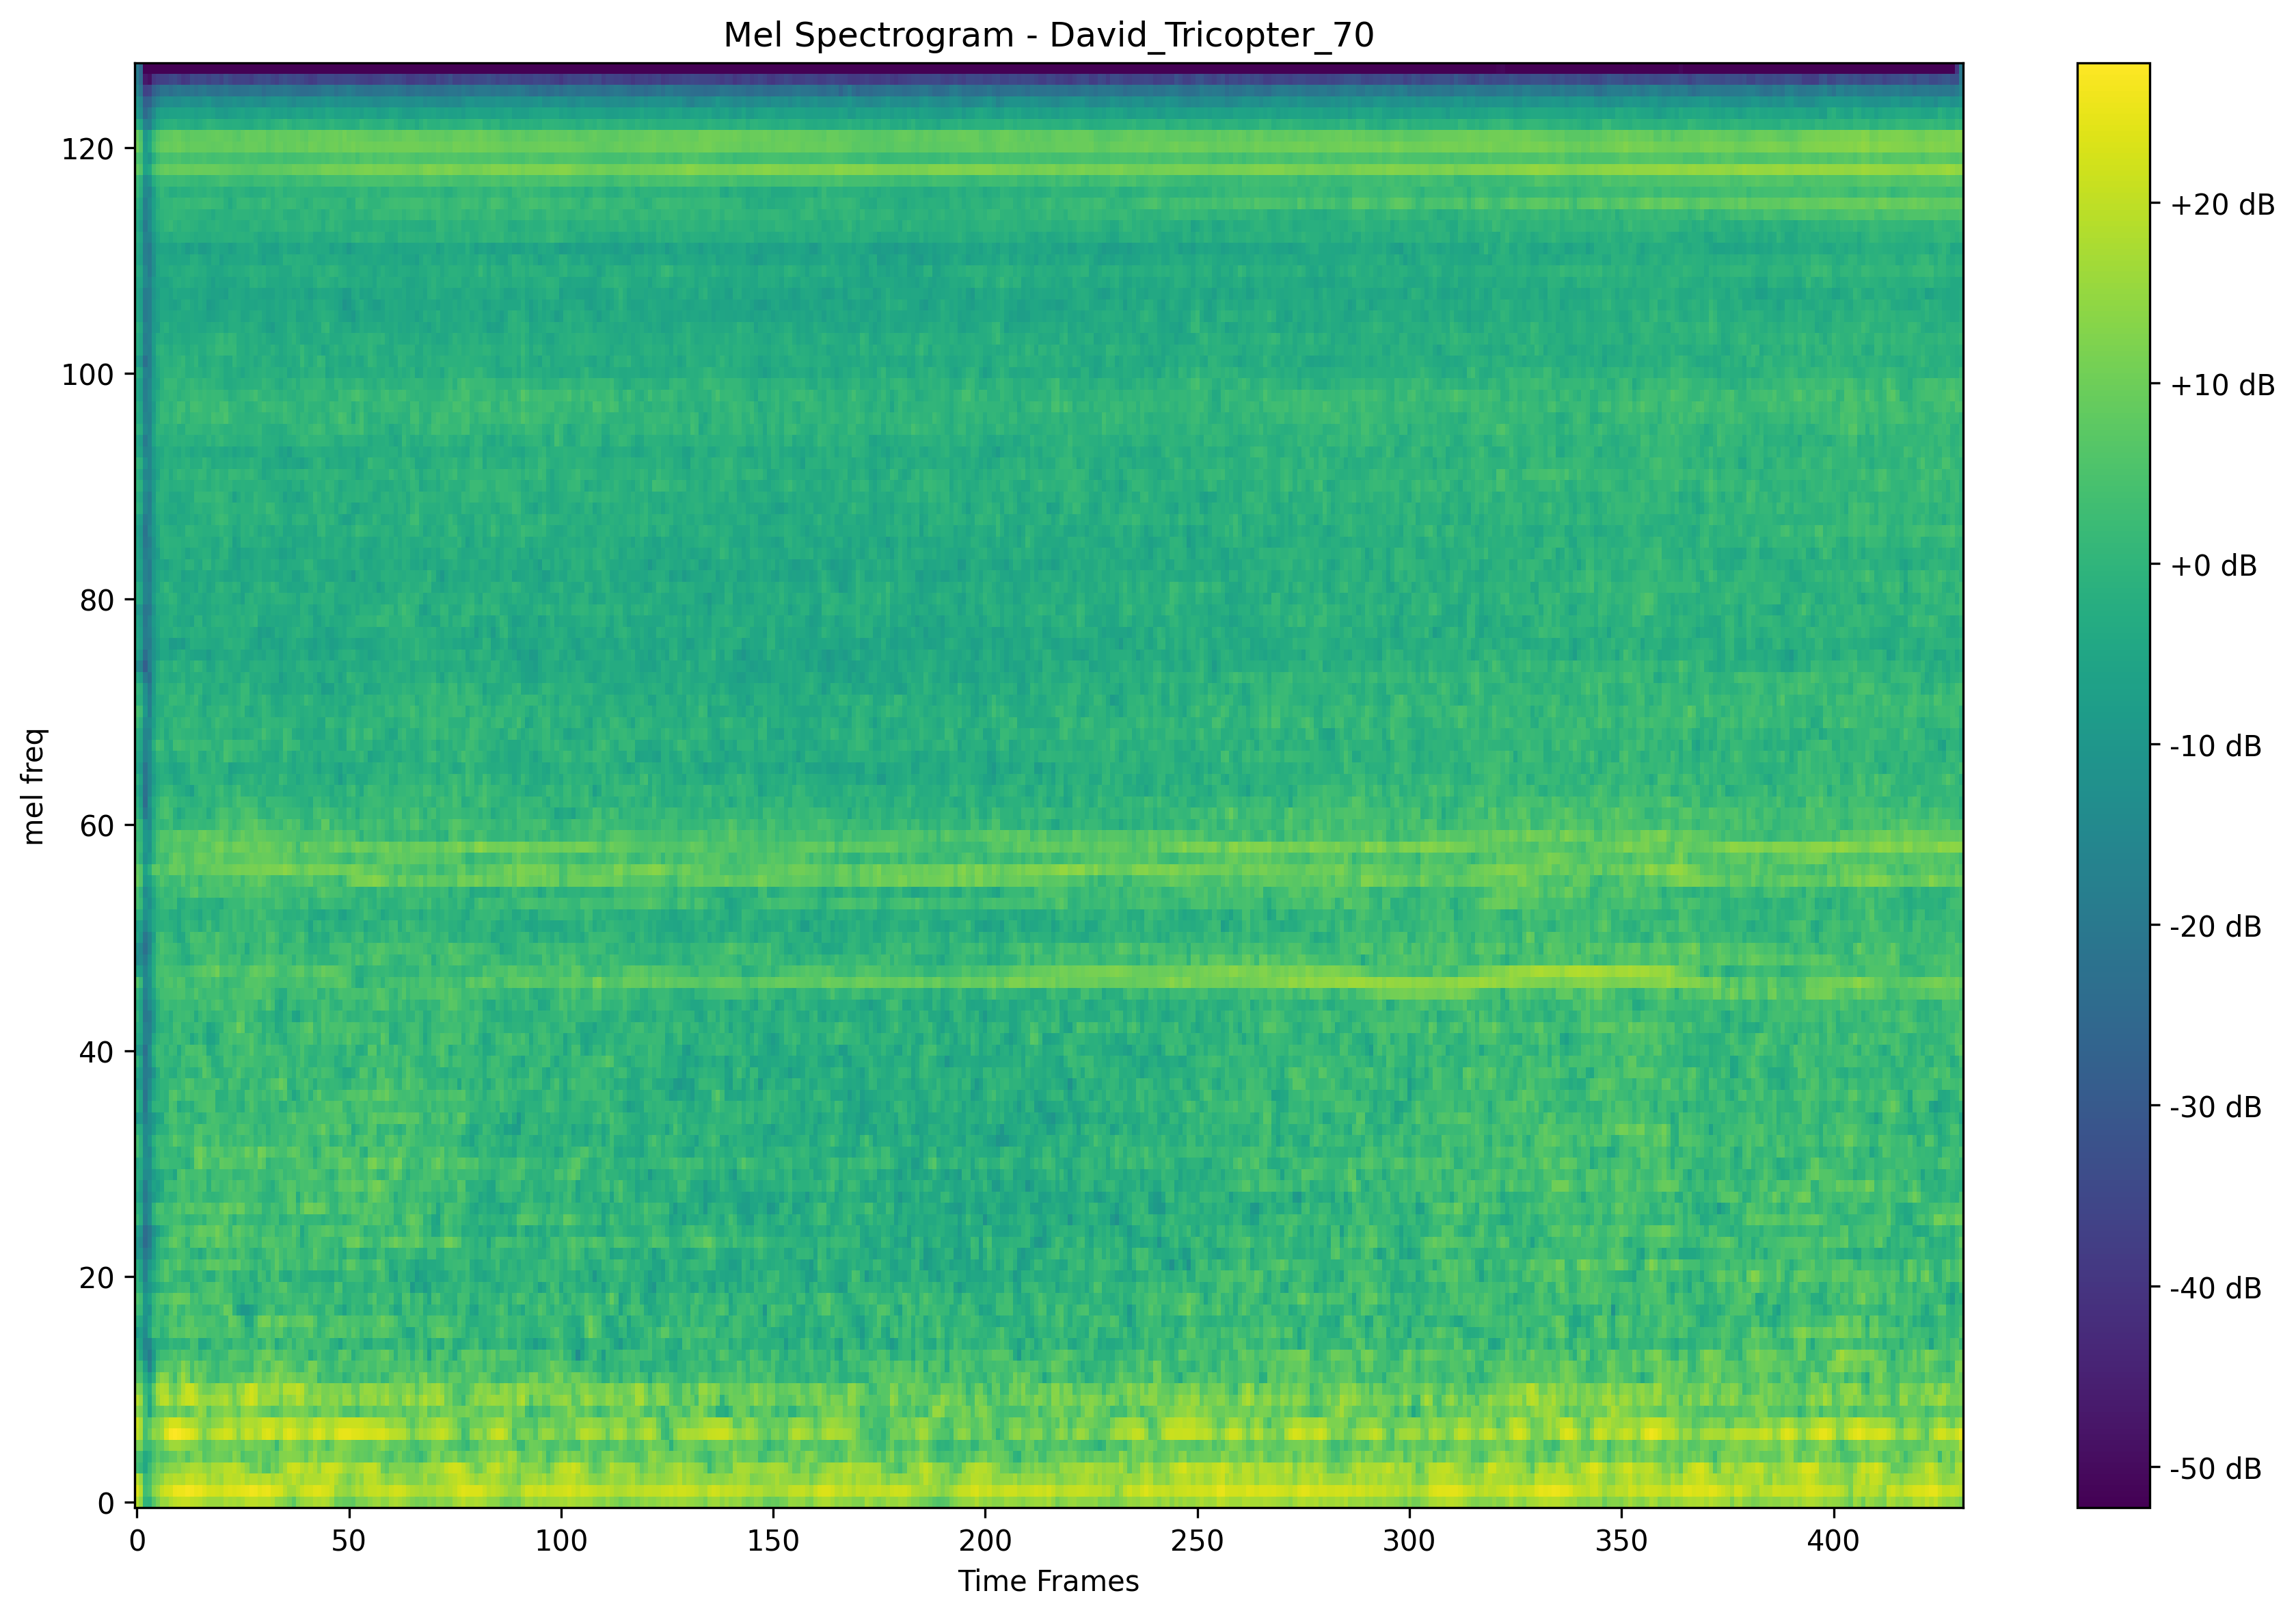 Mel Spectrogram - David_Tricopter_70
mel freq
120
100
80
60
40
20
0
0 50 100 150 200 250 300 350 400
Time Frames
+20 dB
+10 dB
+0 dB
-10 dB
-20 dB
-30 dB
-40 dB
-50 dB